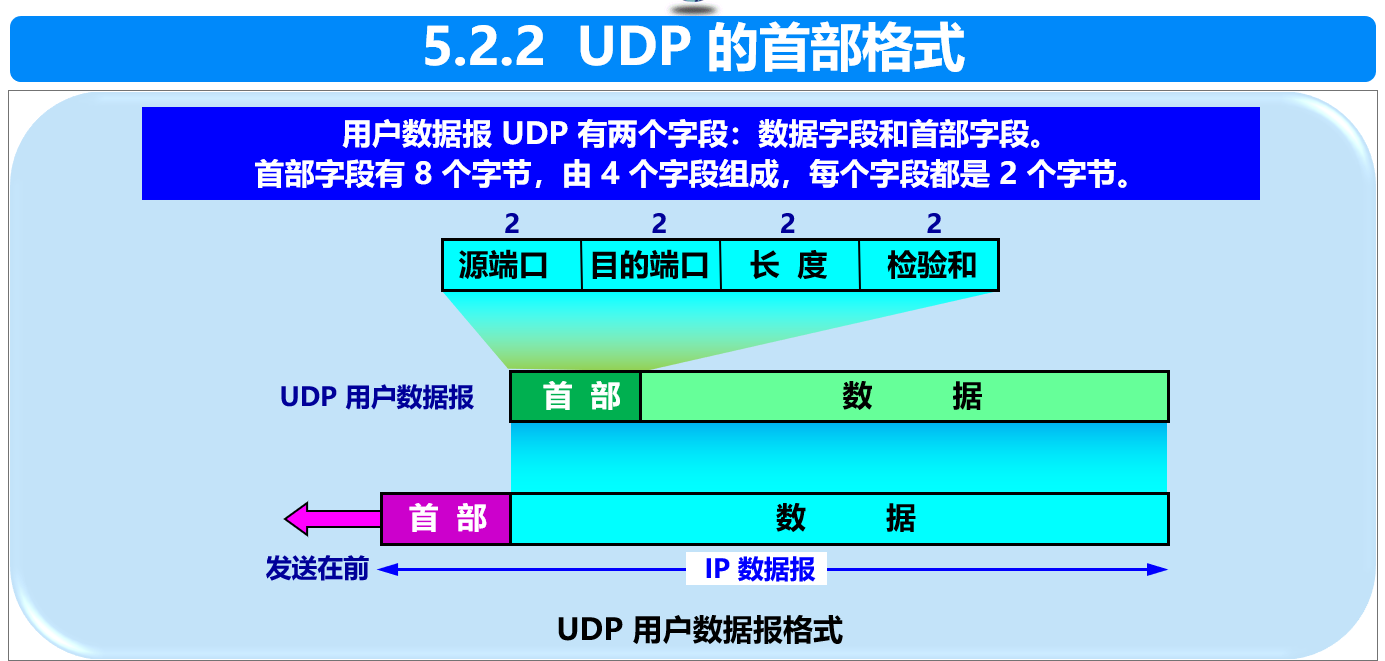 5.2.2 UDP 的首部格式
用户数据报 UDP 有两个字段：数据字段和首部字段。
首部字段有 8 个字节，由 4 个字段组成，每个字段都是 2 个字节。
2 2 2 2
源端口 目的端口 长 度 检验和
UDP 用户数据报 首 部 数 据
首 部 数 据
发送在前 IP 数据报
UDP 用户数据报格式